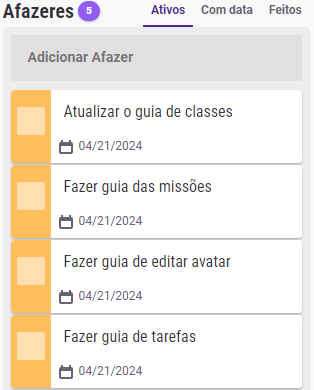 Afazeres 5 Ativos Com data Feitos
Adicionar Afazer
Atualizar o guia de classes
04/21/2024
Fazer guia das missões
04/21/2024
Fazer guia de editar avatar
04/21/2024
Fazer guia de tarefas
04/21/2024